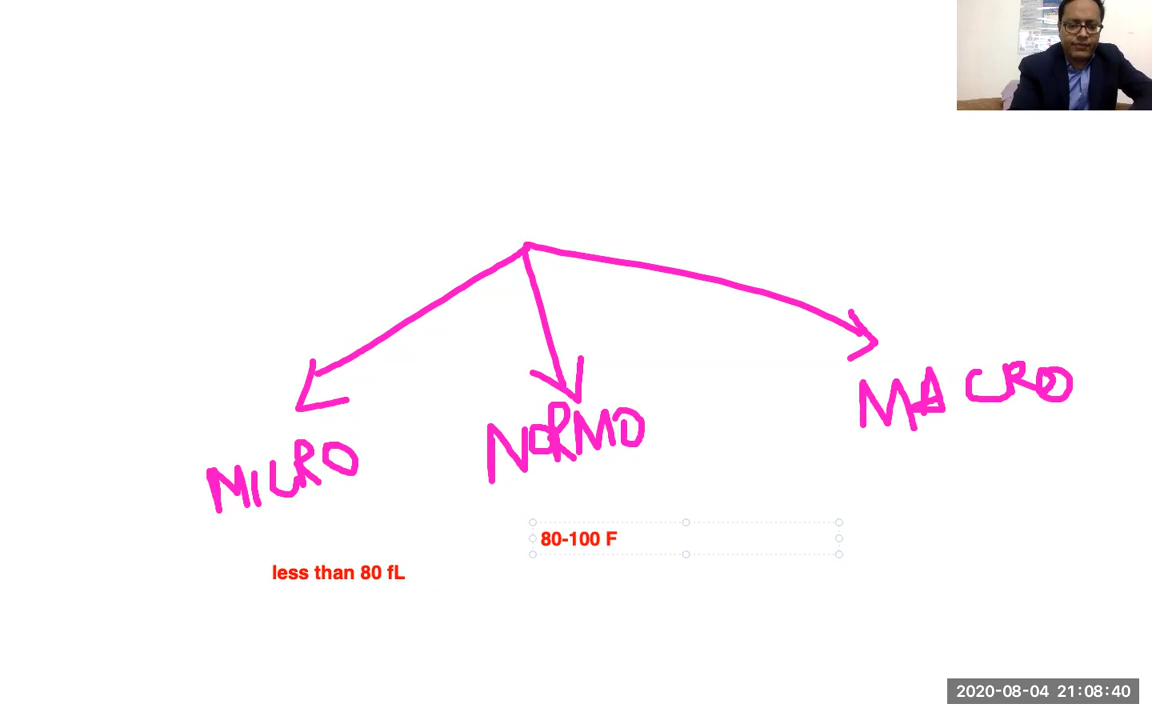 MICRO
NORMO
MACRO
80-100 F
less than 80 fL
2020-08-04 21:08:40